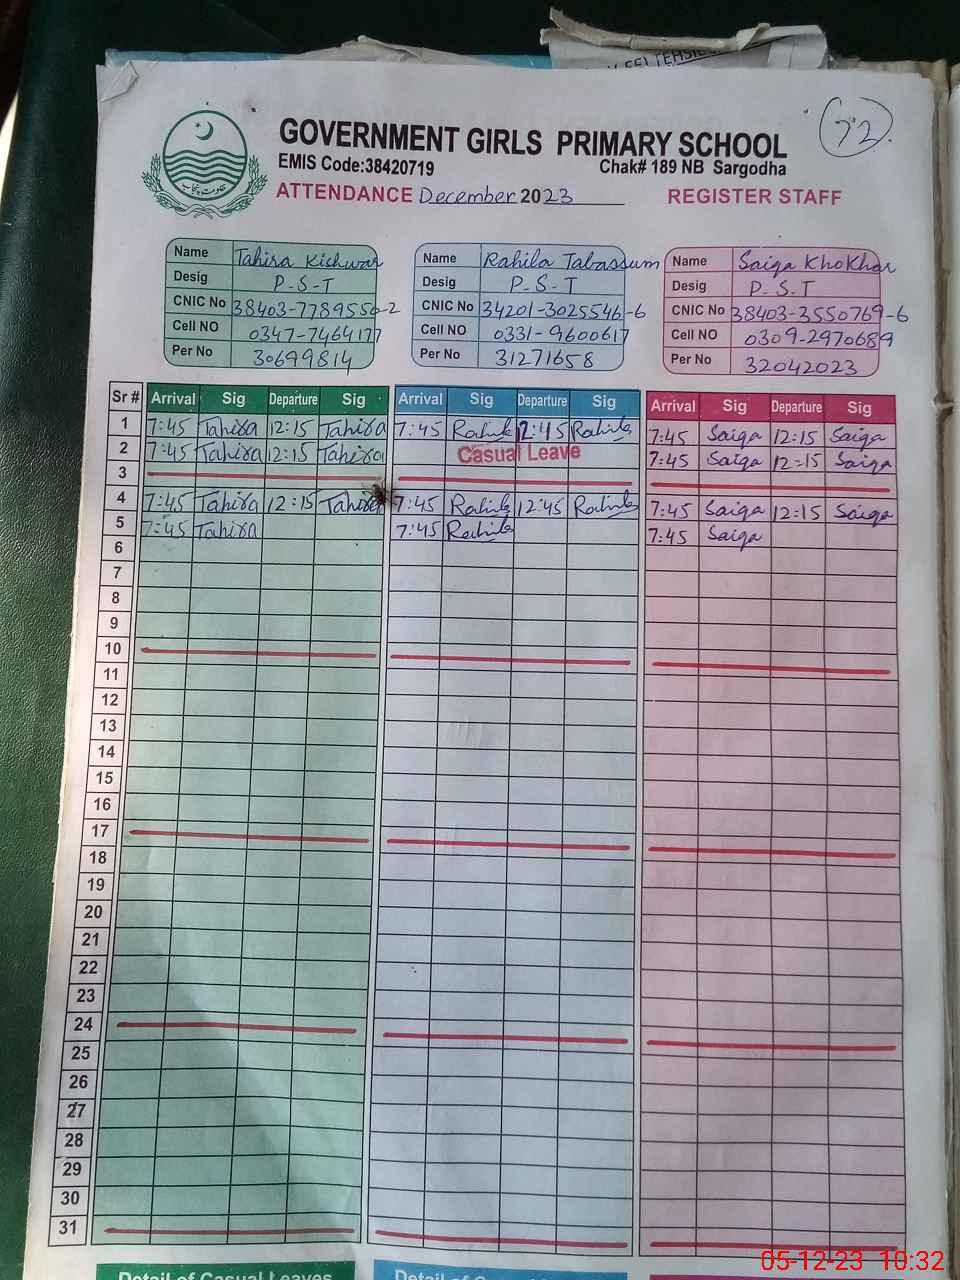 72
GOVERNMENT GIRLS PRIMARY SCHOOL
EMIS Code:38420719 Chak# 189 NB Sargodha
ATTENDANCE December 2023 REGISTER STAFF
Name Tahira Kishwar Name Rahila Tabassum Name Saiqa Khokhar
Desig P-S-T Desig P-S-T Desig P-S-T
CNIC No 38403-7789550-2 CNIC No 34201-3025546-6 CNIC No 38403-3550769-6
Cell NO 0347-7464177 Cell NO 0331-9600617 Cell NO 0309-2970689
Per No 30699814 Per No 31271658 Per No 32042023
Sr # Arrival Sig Departure Sig Arrival Sig Departure Sig Arrival Sig Departure Sig
1 7:45 Tahira 12:15 Tahira 7:45 Rahila 12:45 Rahila 7:45 Saiqa 12:15 Saiqa
2 7:45 Tahira 12:15 Tahira Casual Leave 7:45 Saiqa 12:15 Saiqa
3
4 7:45 Tahira 12:15 Tahira 7:45 Rahila 12:45 Rahila 7:45 Saiqa 12:15 Saiqa
5 7:45 Tahira 7:45 Rahila 7:45 Saiqa
6
7
8
9
10
11
12
13
14
15
16
17
18
19
20
21
22
23
24
25
26
27
28
29
30
31
05-12-23 10:32
Detail of Casual Leaves